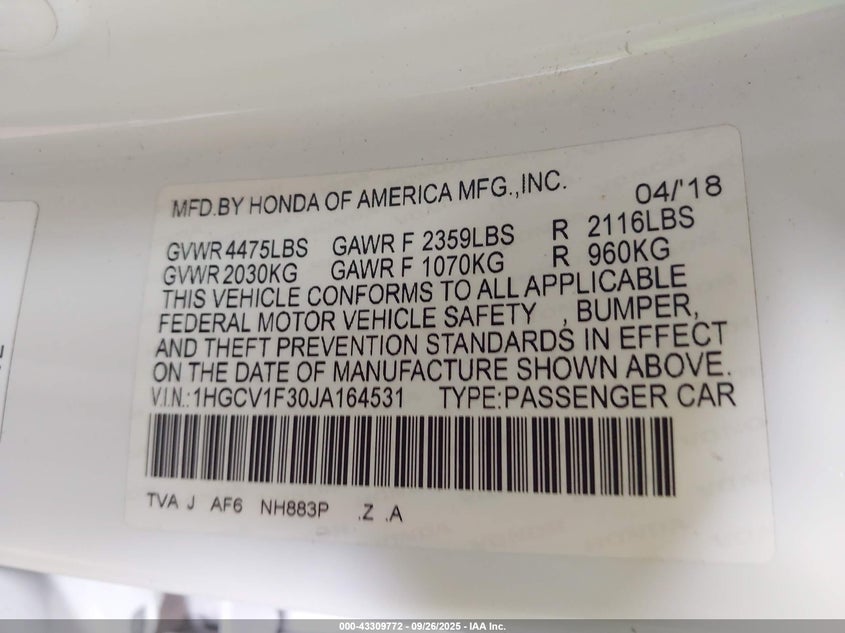 MFD.BY HONDA OF AMERICA MFG.,INC. 04/'18
GVWR 4475LBS GAWR F 2359LBS R 2116LBS
GVWR 2030KG GAWR F 1070KG R 960KG
THIS VEHICLE CONFORMS TO ALL APPLICABLE
FEDERAL MOTOR VEHICLE SAFETY , BUMPER,
AND THEFT PREVENTION STANDARDS IN EFFECT
ON THE DATE OF MANUFACTURE SHOWN ABOVE.
V.I.N.:1HGCV1F30JA164531 TYPE:PASSENGER CAR
TVA J AF6 NH883P .Z .A
000-43309772 - 09/26/2025 - IAA Inc.